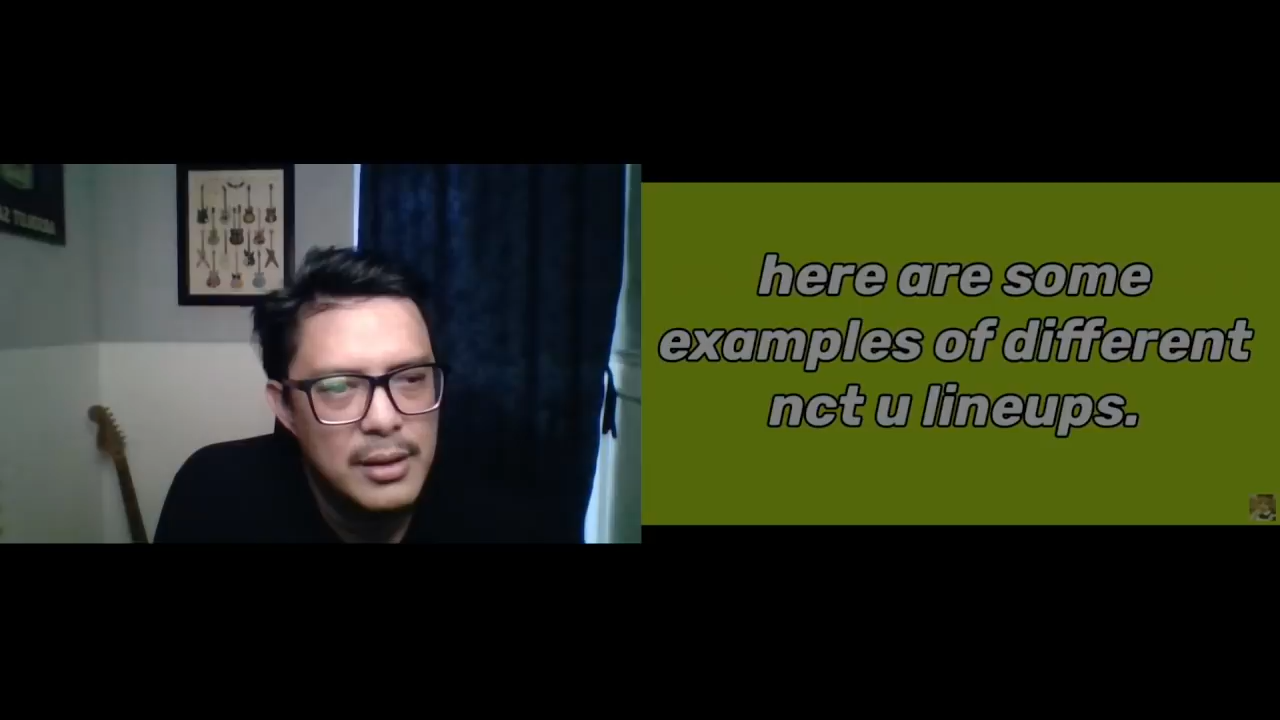 here are some
examples of different
nct u lineups.